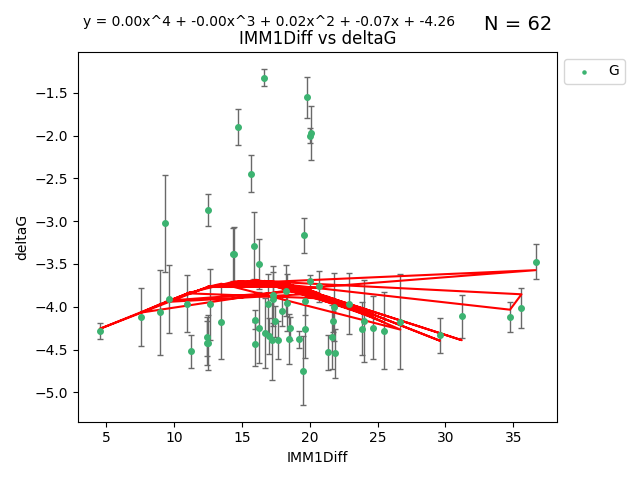 y = 0.00x^4 + -0.00x^3 + 0.02x^2 + -0.07x + -4.26
N = 62
IMM1Diff vs deltaG
G
−1.5
−2.0
−2.5
−3.0
−3.5
−4.0
−4.5
−5.0
deltaG
5 10 15 20 25 30 35
IMM1Diff